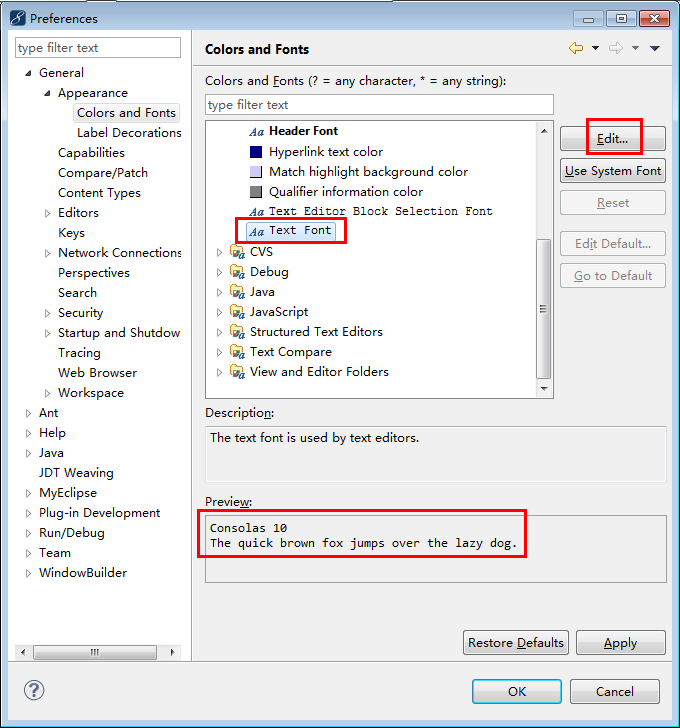 Preferences
type filter text
General
Appearance
Colors and Fonts
Label Decorations
Capabilities
Compare/Patch
Content Types
Editors
Keys
Network Connections
Perspectives
Search
Security
Startup and Shutdow
Tracing
Web Browser
Workspace
Ant
Help
Java
JDT Weaving
MyEclipse
Plug-in Development
Run/Debug
Team
WindowBuilder
Colors and Fonts
Colors and Fonts (? = any character, * = any string):
type filter text
Aa Header Font
Hyperlink text color
Match highlight background color
Qualifier information color
Aa Text Editor Block Selection Font
Aa Text Font
CVS
Debug
Java
JavaScript
Structured Text Editors
Text Compare
View and Editor Folders
Edit...
Use System Font
Reset
Edit Default...
Go to Default
Description:
The text font is used by text editors.
Preview:
Consolas 10
The quick brown fox jumps over the lazy dog.
Restore Defaults
Apply
?
OK
Cancel